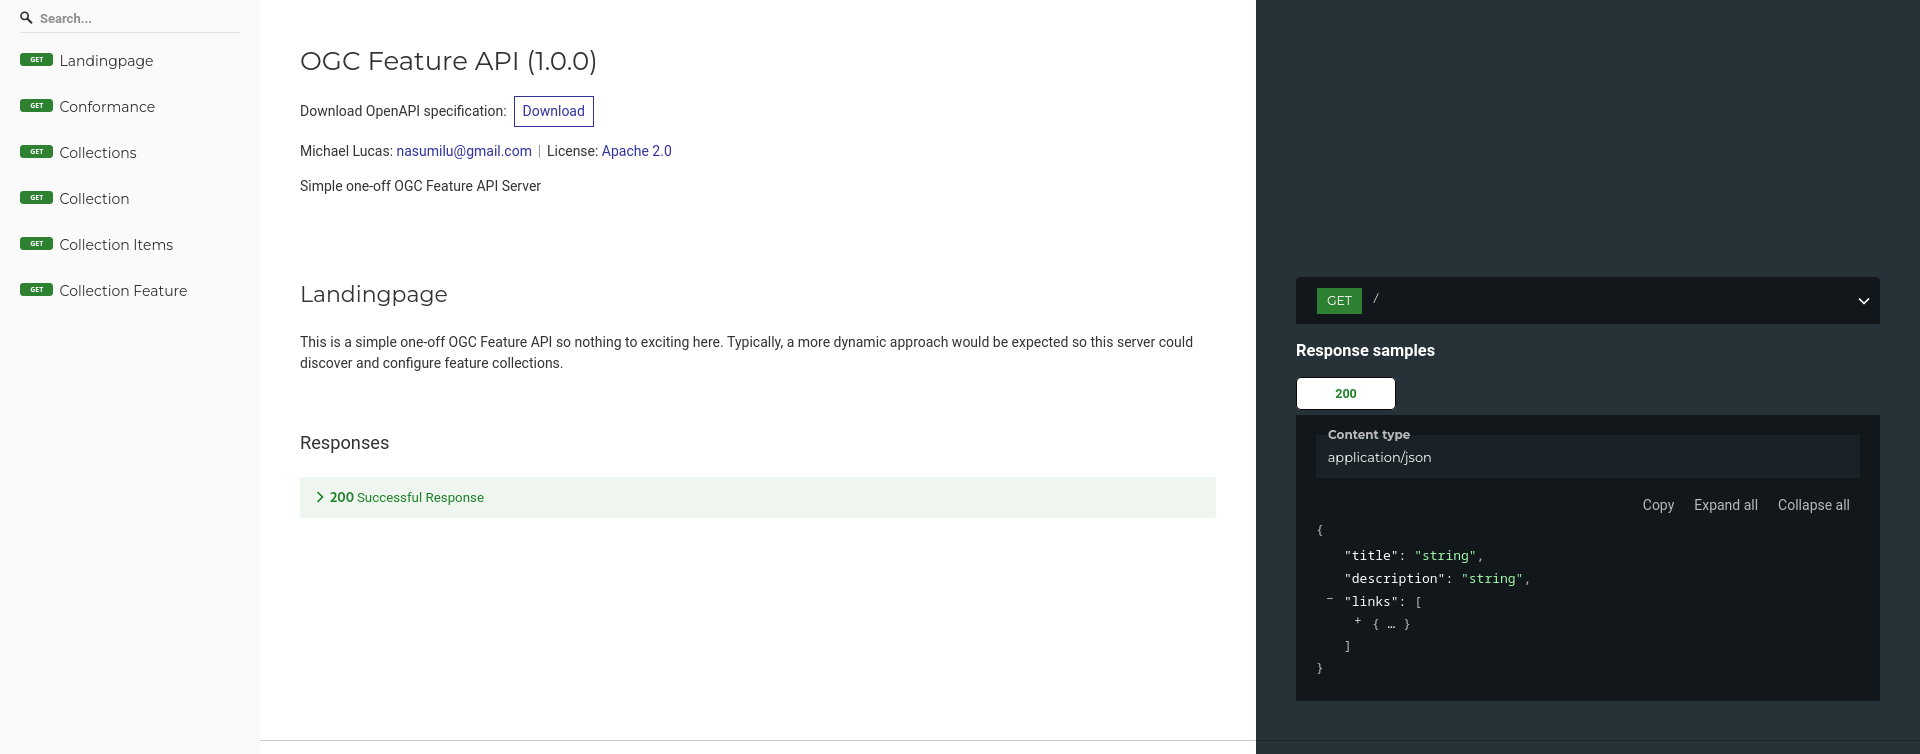 Search...
GET Landingpage
GET Conformance
GET Collections
GET Collection
GET Collection Items
GET Collection Feature
OGC Feature API (1.0.0)
Download OpenAPI specification: Download
Michael Lucas: nasumilu@gmail.com | License: Apache 2.0
Simple one-off OGC Feature API Server
Landingpage
This is a simple one-off OGC Feature API so nothing to exciting here. Typically, a more dynamic approach would be expected so this server could
discover and configure feature collections.
Responses
200 Successful Response
GET /
Response samples
200
Content type
application/json
Copy Expand all Collapse all
{
"title": "string",
"description": "string",
− "links": [
+ { … }
]
}